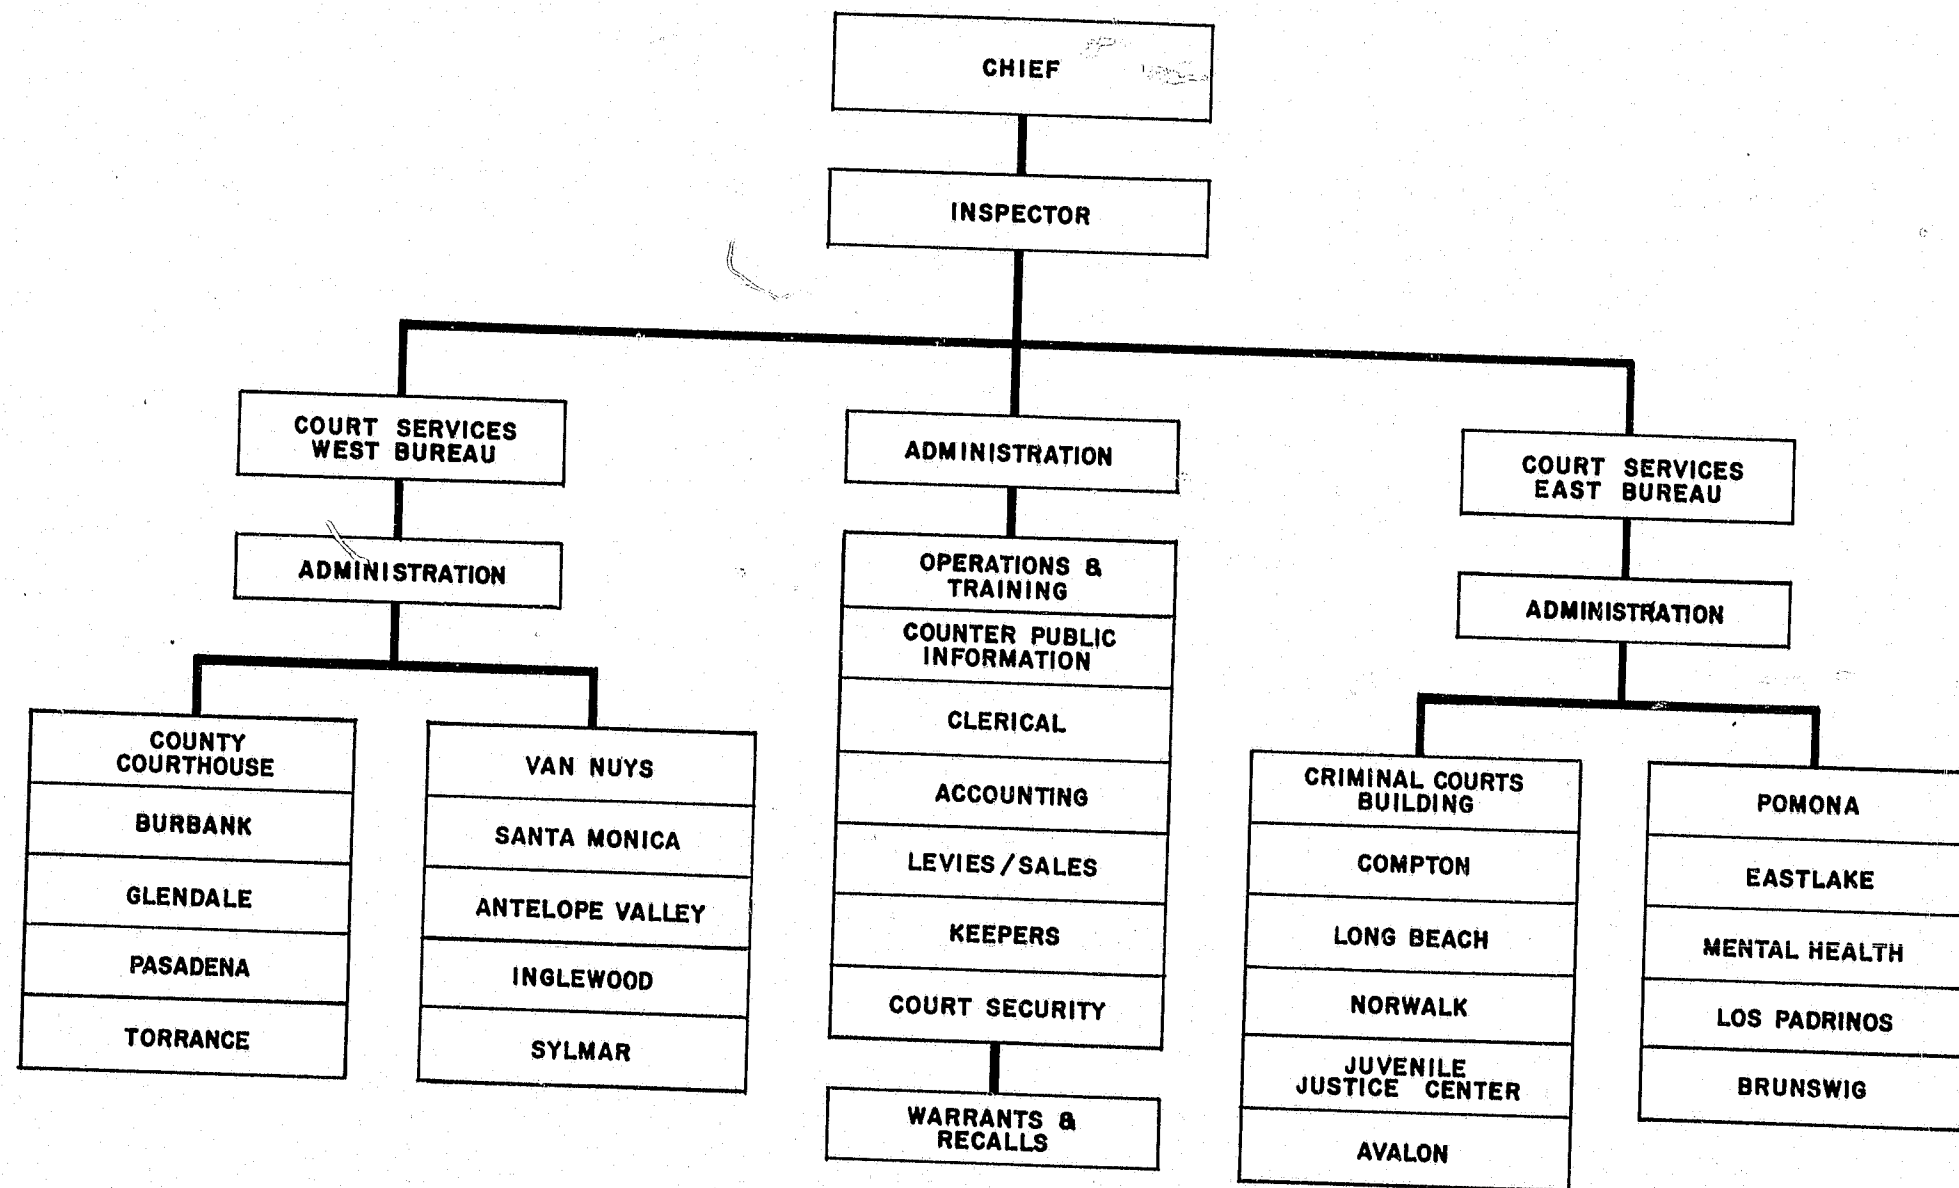 CHIEF
INSPECTOR
COURT SERVICES
WEST BUREAU
ADMINISTRATION
COUNTY
COURTHOUSE
BURBANK
GLENDALE
PASADENA
TORRANCE
VAN NUYS
SANTA MONICA
ANTELOPE VALLEY
INGLEWOOD
SYLMAR
ADMINISTRATION
OPERATIONS &
TRAINING
COUNTER PUBLIC
INFORMATION
CLERICAL
ACCOUNTING
LEVIES/SALES
KEEPERS
COURT SECURITY
WARRANTS &
RECALLS
COURT SERVICES
EAST BUREAU
ADMINISTRATION
CRIMINAL COURTS
BUILDING
COMPTON
LONG BEACH
NORWALK
JUVENILE
JUSTICE CENTER
AVALON
POMONA
EASTLAKE
MENTAL HEALTH
LOS PADRINOS
BRUNSWIG